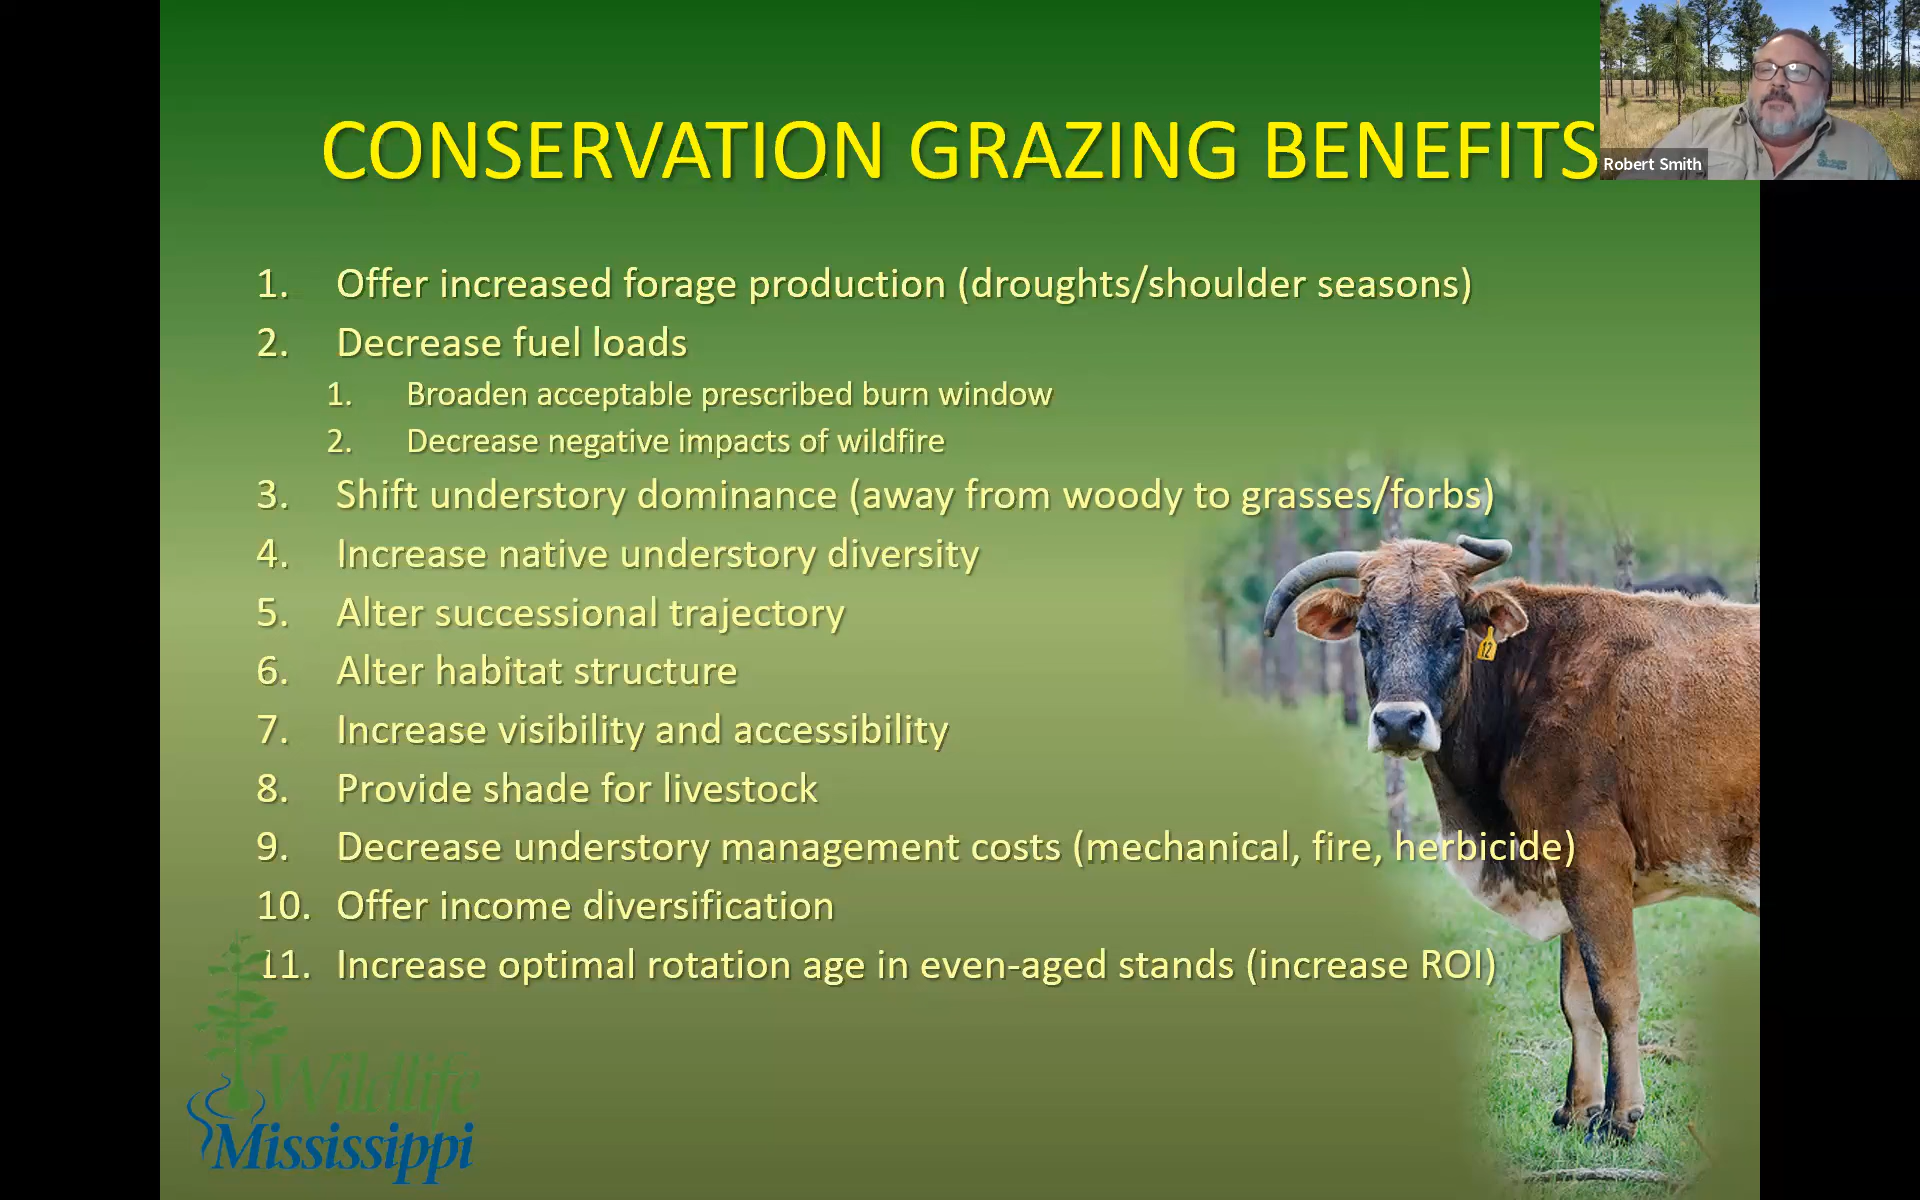 CONSERVATION GRAZING BENEFITS
Robert Smith
1. Offer increased forage production (droughts/shoulder seasons)
2. Decrease fuel loads
1. Broaden acceptable prescribed burn window
2. Decrease negative impacts of wildfire
3. Shift understory dominance (away from woody to grasses/forbs)
4. Increase native understory diversity
5. Alter successional trajectory
6. Alter habitat structure
7. Increase visibility and accessibility
8. Provide shade for livestock
9. Decrease understory management costs (mechanical, fire, herbicide)
10. Offer income diversification
11. Increase optimal rotation age in even-aged stands (increase ROI)
12
Wildlife
Mississippi